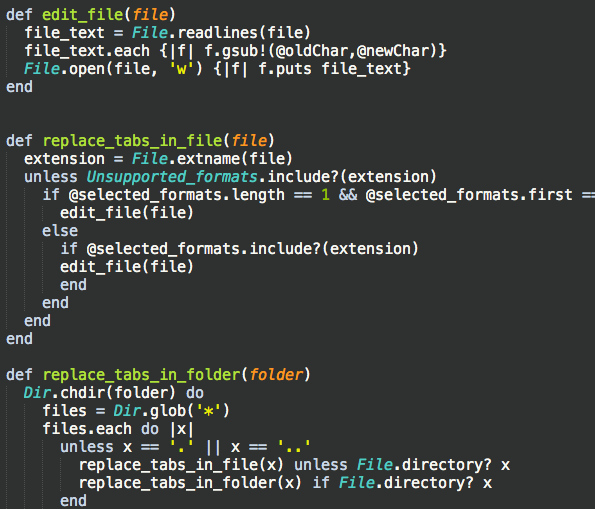 def edit_file(file)
  file_text = File.readlines(file)
  file_text.each {|f| f.gsub!(@oldChar,@newChar)}
  File.open(file, 'w') {|f| f.puts file_text}
end
def replace_tabs_in_file(file)
  extension = File.extname(file)
  unless Unsupported_formats.include?(extension)
    if @selected_formats.length == 1 && @selected_formats.first ==
      edit_file(file)
    else
      if @selected_formats.include?(extension)
      edit_file(file)
      end
    end
  end
end
def replace_tabs_in_folder(folder)
  Dir.chdir(folder) do
    files = Dir.glob('*')
    files.each do |x|
      unless x == '.' || x == '..'
        replace_tabs_in_file(x) unless File.directory? x
        replace_tabs_in_folder(x) if File.directory? x
      end